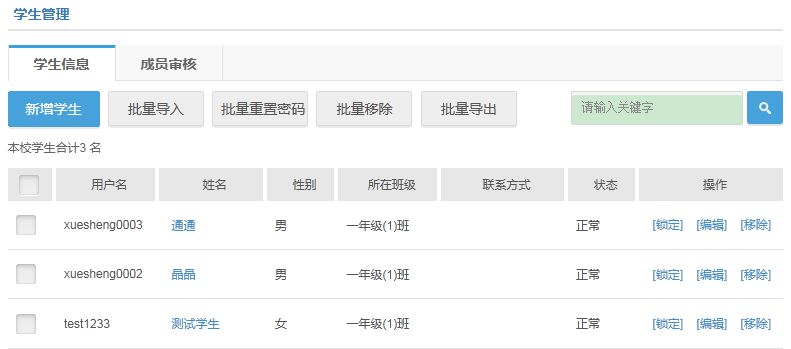 学生管理
学生信息 成员审核
新增学生 批量导入 批量重置密码 批量移除 批量导出 请输入关键字
本校学生合计3 名
用户名 姓名 性别 所在班级 联系方式 状态 操作
xuesheng0003 通通 男 一年级(1)班 正常 [锁定] [编辑] [移除]
xuesheng0002 晶晶 男 一年级(1)班 正常 [锁定] [编辑] [移除]
test1233 测试学生 女 一年级(1)班 正常 [锁定] [编辑] [移除]